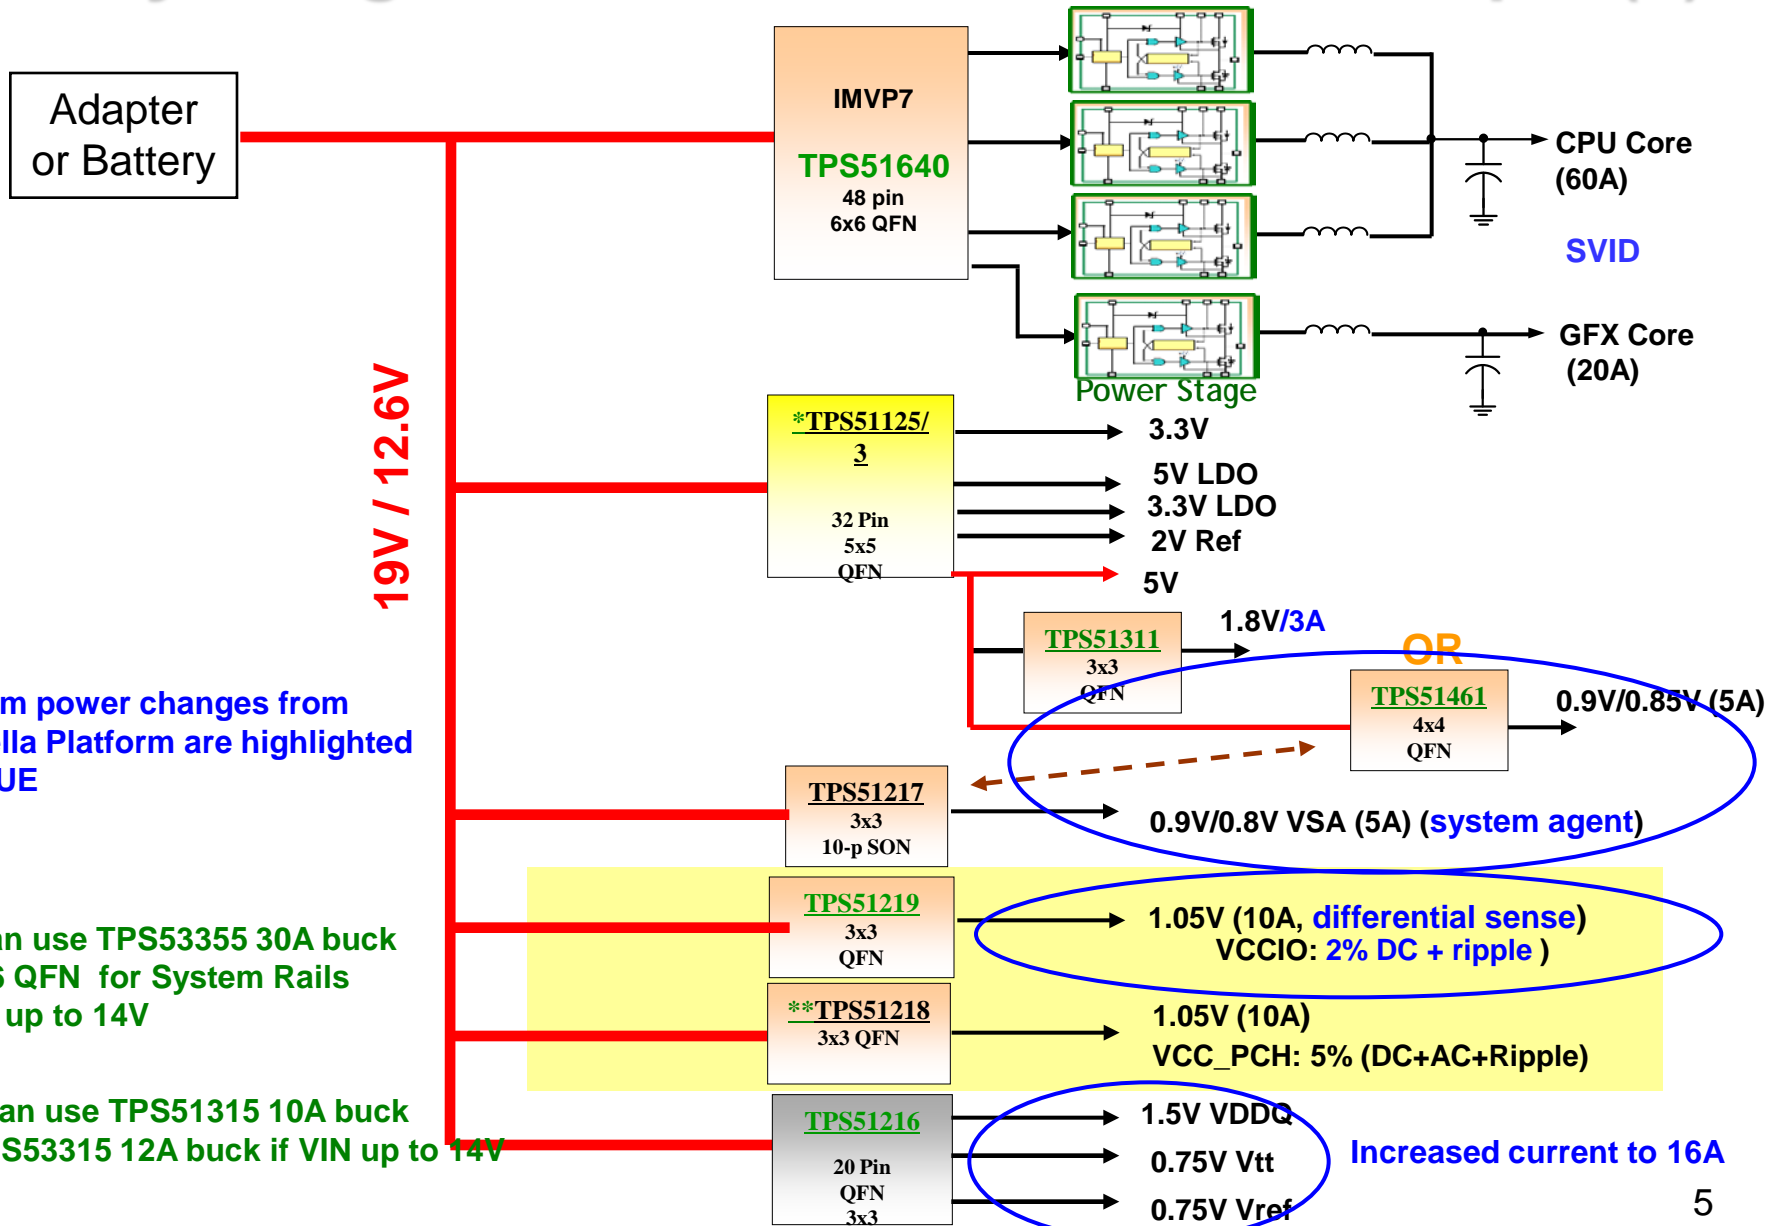 Adapter
or Battery
19V / 12.6V
IMVP7
TPS51640
48 pin
6x6 QFN
CPU Core
(60A)
SVID
GFX Core
(20A)
Power Stage
*TPS51125/
3
32 Pin
5x5
QFN
3.3V
5V LDO
3.3V LDO
2V Ref
5V
TPS51311
3x3
QFN
1.8V/3A
OR
TPS51461
4x4
QFN
0.9V/0.85V (5A)
m power changes from
lla Platform are highlighted
UE
TPS51217
3x3
10-p SON
0.9V/0.8V VSA (5A) (system agent)
TPS51219
3x3
QFN
1.05V (10A, differential sense)
VCCIO: 2% DC + ripple )
an use TPS53355 30A buck
QFN for System Rails
up to 14V
**TPS51218
3x3 QFN
1.05V (10A)
VCC_PCH: 5% (DC+AC+Ripple)
an use TPS51315 10A buck
S53315 12A buck if VIN up to 14V
TPS51216
20 Pin
QFN
3x3
1.5V VDDQ
0.75V Vtt
0.75V Vref
Increased current to 16A
5